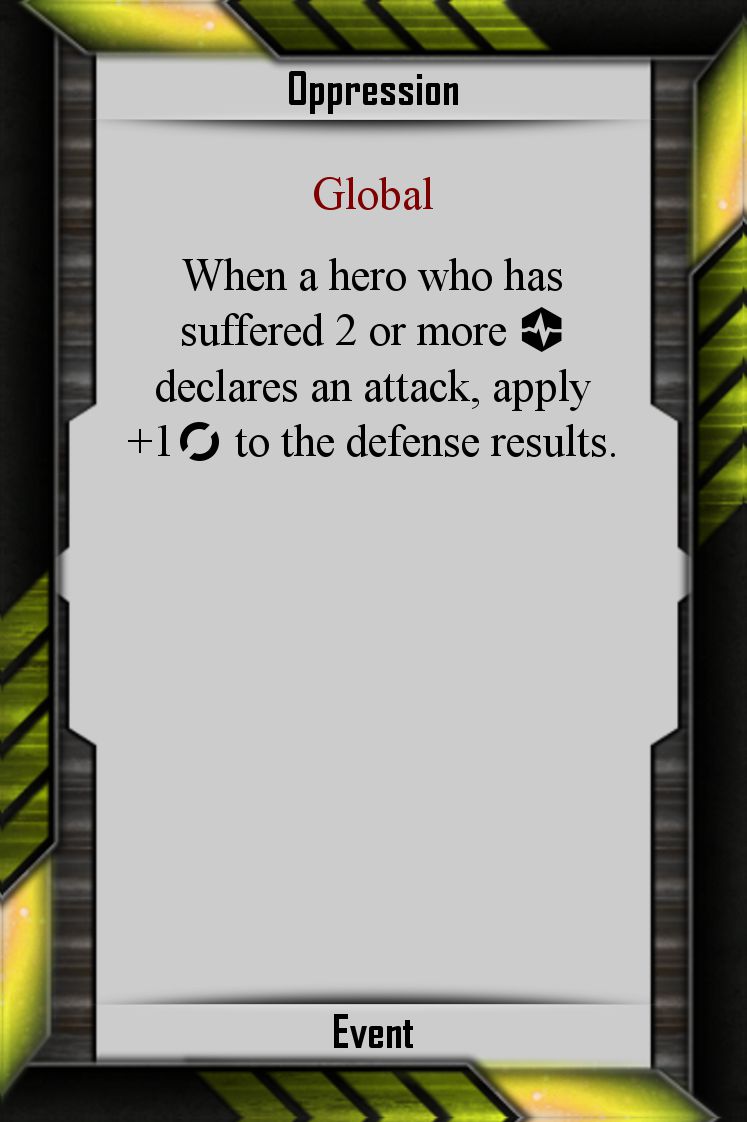 Oppression
Global
When a hero who has
suffered 2 or more
declares an attack, apply
+1 to the defense results.
Event